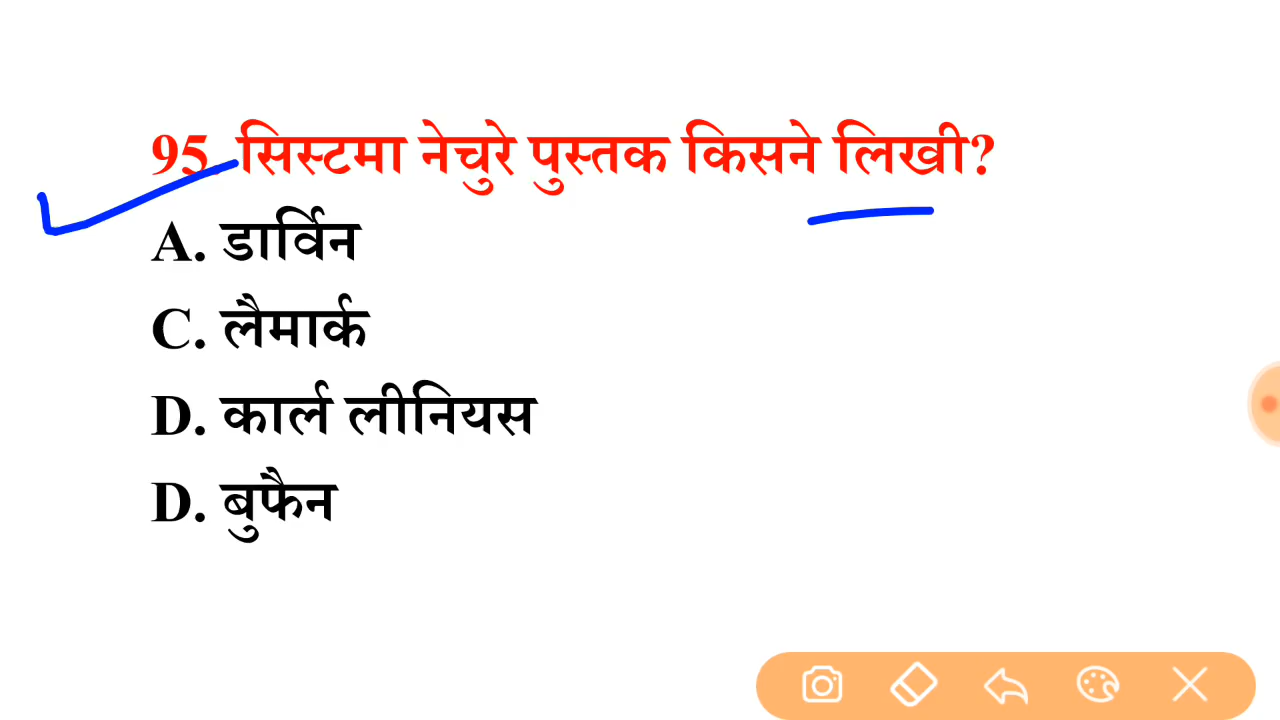 95. सिस्टमा नेचुरे पुस्तक किसने लिखी?
A. डार्विन
C. लैमार्क
D. कार्ल लीनियस
D. बुफैन